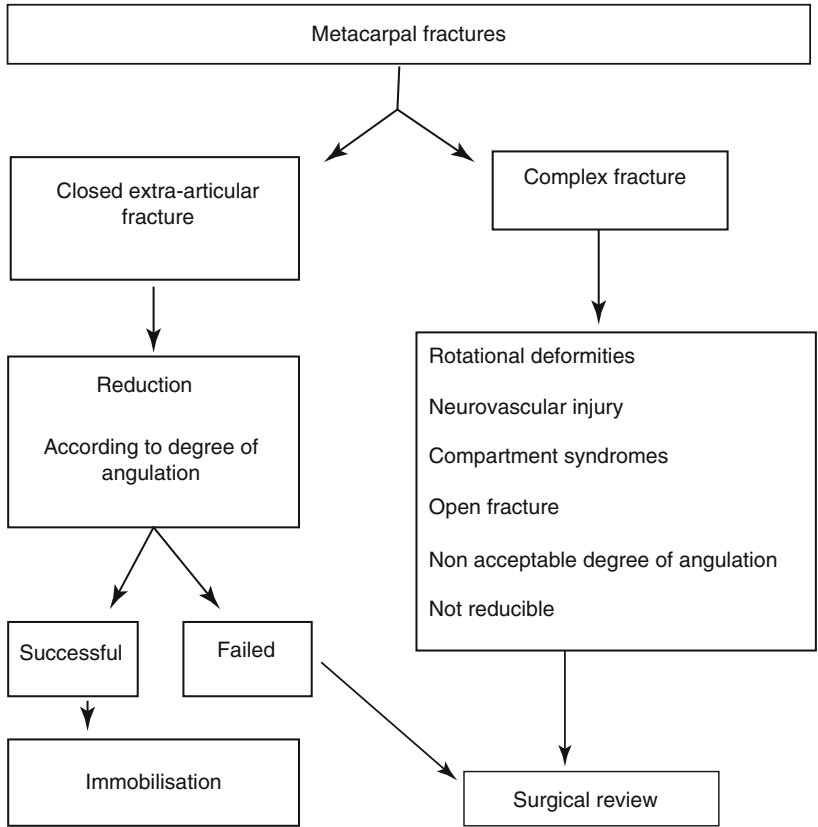 Metacarpal fractures
Closed extra-articular
fracture
Complex fracture
Reduction
According to degree of
angulation
Rotational deformities
Neurovascular injury
Compartment syndromes
Open fracture
Non acceptable degree of angulation
Not reducible
Successful
Failed
Immobilisation
Surgical review